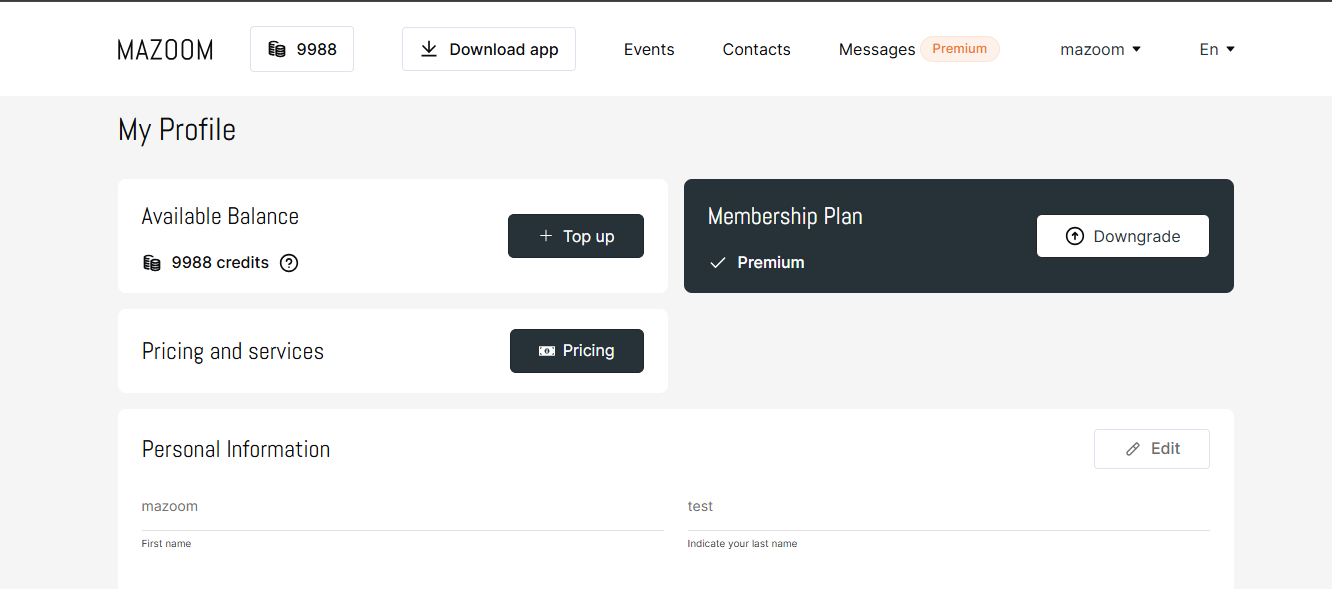 MAZOOM
9988
Download app
Events
Contacts
Messages
Premium
mazoom
En
My Profile
Available Balance
9988 credits
Top up
Membership Plan
Premium
Downgrade
Pricing and services
Pricing
Personal Information
Edit
mazoom
First name
test
Indicate your last name